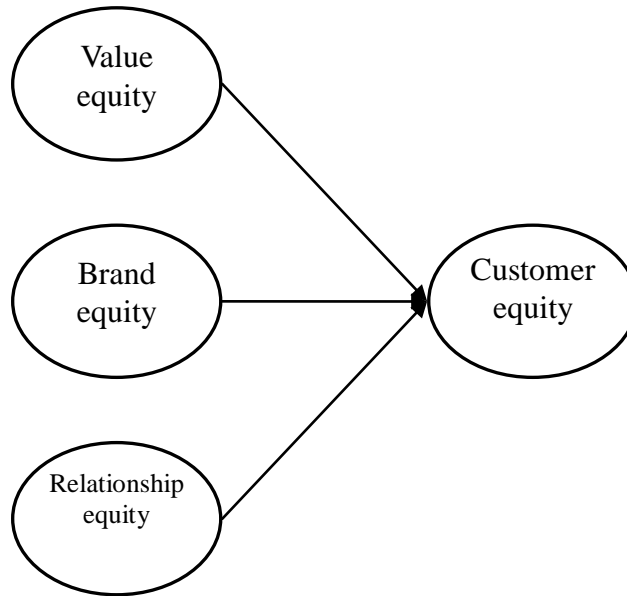 Value
equity
Brand
equity
Customer
equity
Relationship
equity